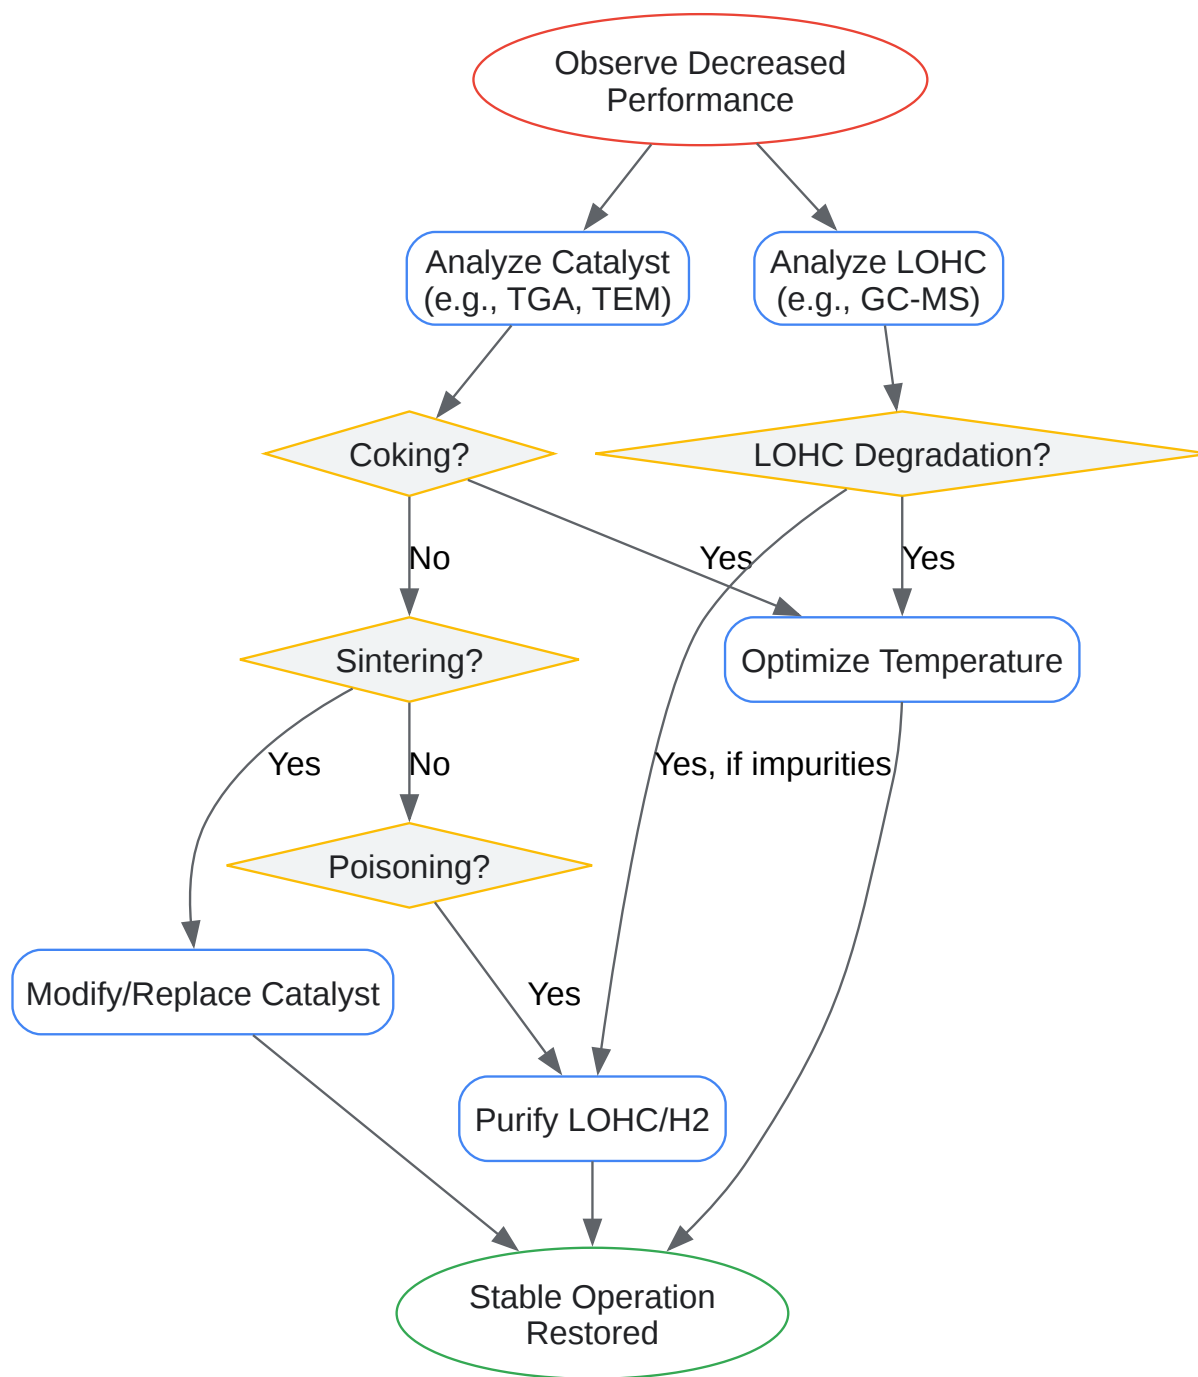 Observe Decreased
Performance
Analyze Catalyst
(e.g., TGA, TEM)
Analyze LOHC
(e.g., GC-MS)
Coking?
LOHC Degradation?
No
Yes
Yes
Sintering?
Optimize Temperature
Yes
No
Yes, if impurities
Poisoning?
Modify/Replace Catalyst
Yes
Purify LOHC/H2
Stable Operation
Restored